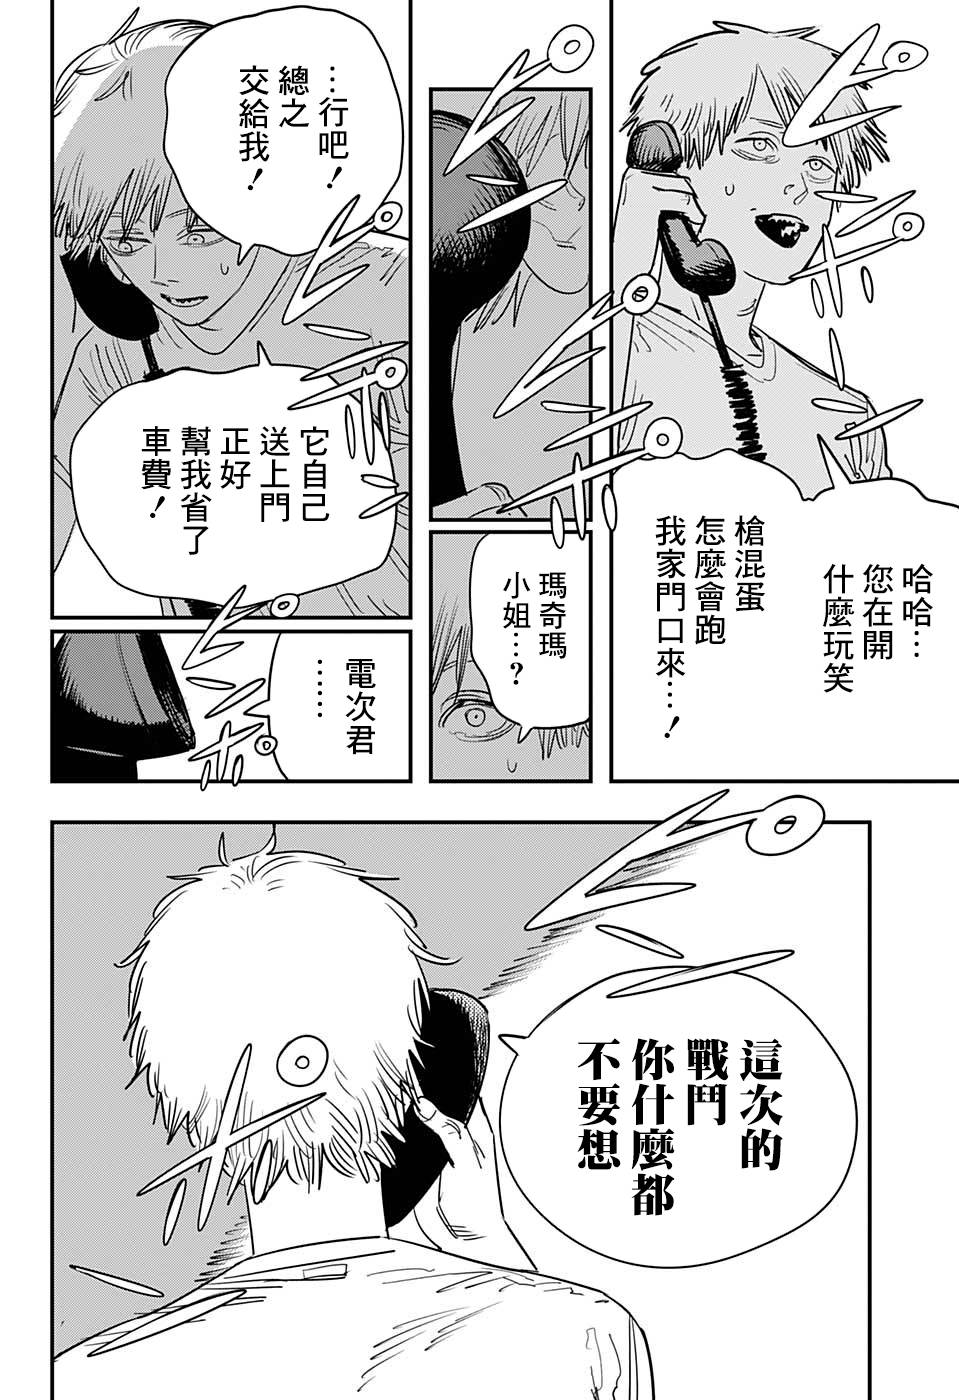 哈哈…
您在開
什麼玩笑
槍混蛋
怎麼會跑
我家門口來…！
瑪奇瑪
小姐…？
…行吧！
總之
交給我！
它自己
送上門
正好
幫我省了
車費！
電次君
……
這次的
戰鬥
你什麼都
不要想